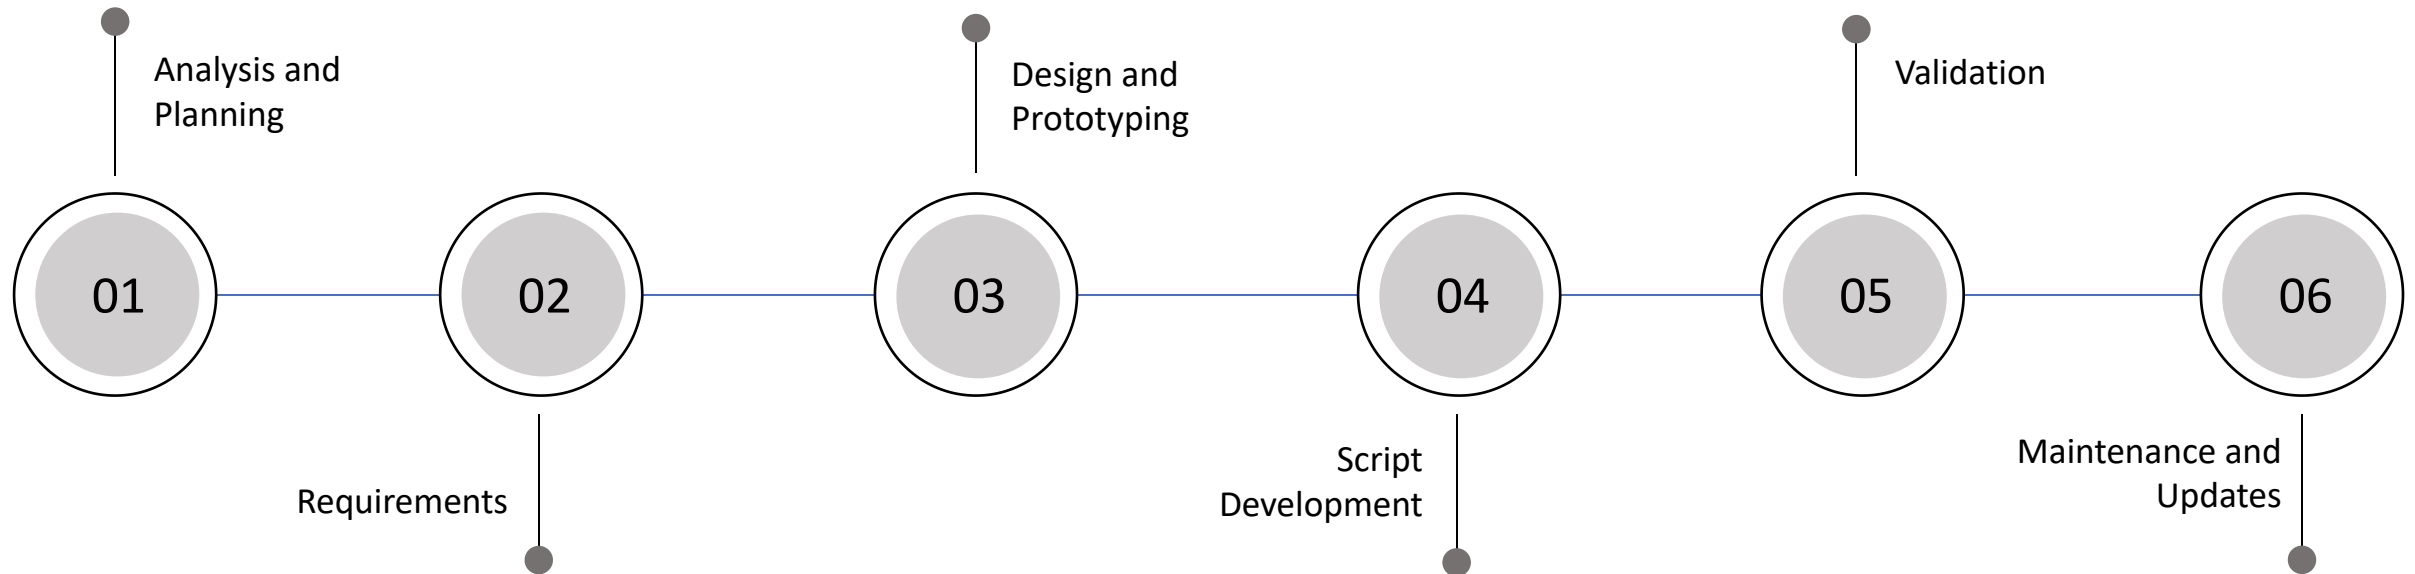 Analysis and
Planning
Design and
Prototyping
Validation
01
02
03
04
05
06
Requirements
Script
Development
Maintenance and
Updates